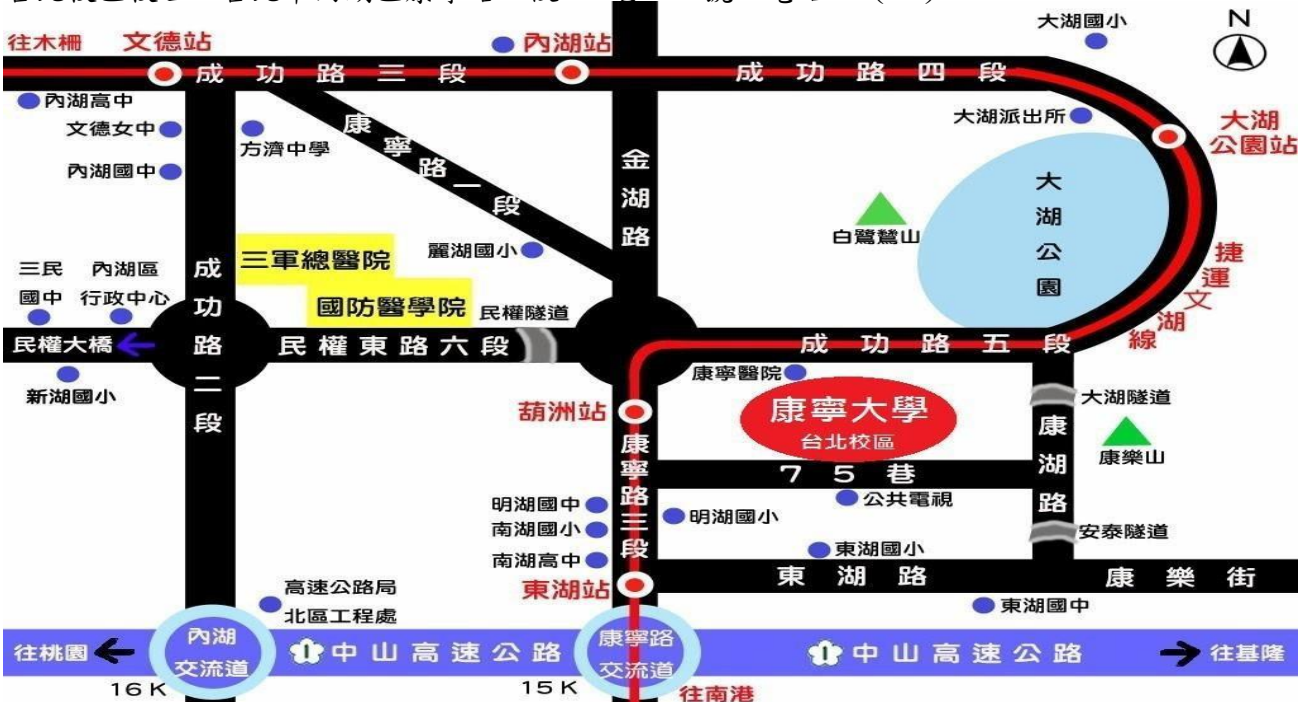 大湖國小
N
往木柵
文德站
內湖站
成功路三段
成功路四段
內湖高中
文德女中
方濟中學
內湖國中
康寧路一段
金湖路
大湖派出所
大湖公園站
大湖公園
白鷺鷥山
三軍總醫院
麗湖國小
國防醫學院
民權隧道
三民國中
內湖區行政中心
成功路二段
捷運文湖線
民權大橋
民權東路六段
成功路五段
新湖國小
康寧醫院
康寧大學
台北校區
大湖隧道
葫洲站
康寧路三段
康湖路
康樂山
75巷
明湖國中
明湖國小
公共電視
南湖國小
安泰隧道
南湖高中
東湖國小
東湖站
東湖路
康樂街
高速公路局
北區工程處
東湖國中
往桃園
內湖
交流道
1
中山高速公路
康寧路
交流道
1
中山高速公路
往基隆
16K
15K
往南港